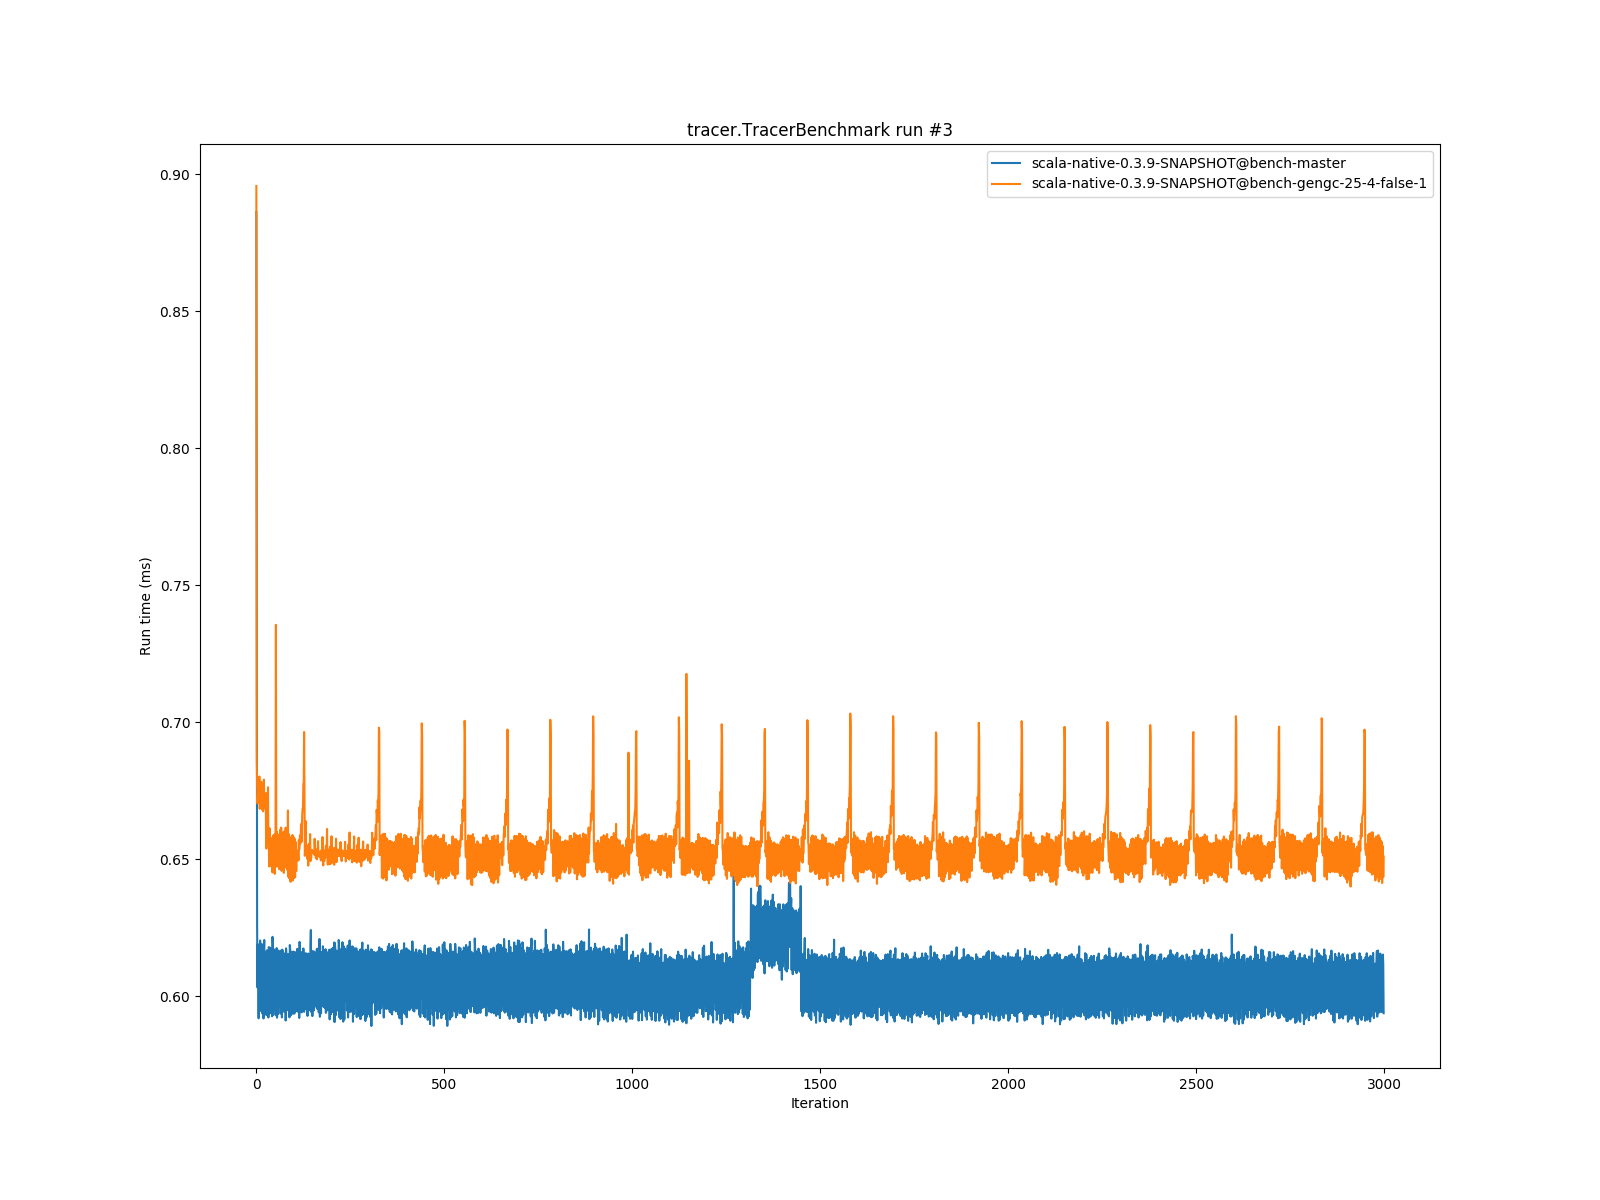 tracer.TracerBenchmark run #3
scala-native-0.3.9-SNAPSHOT@bench-master
scala-native-0.3.9-SNAPSHOT@bench-gengc-25-4-false-1
0.90
0.85
0.80
0.75
0.70
0.65
0.60
Run time (ms)
0 500 1000 1500 2000 2500 3000
Iteration